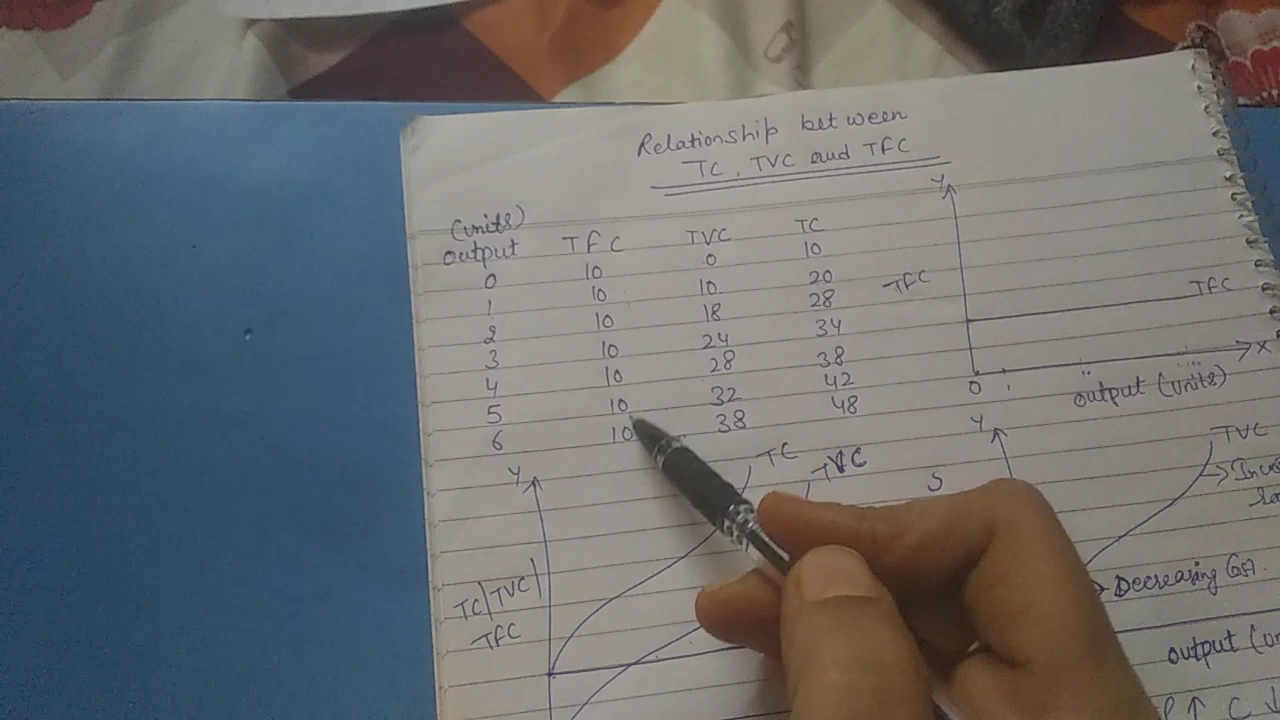 Relationship between
TC, TVC and TFC
(units)
output TFC TVC TC
0 10 0 10
1 10 10 20
2 10 18 28
3 10 24 34
4 10 28 38
5 10 32 42
6 10 38 48
Y
TFC
TFC
0
X
output (units)
Y
TC
TVC
TC/TVC/
TFC
Y
S
TVC
Decreasing
output
C